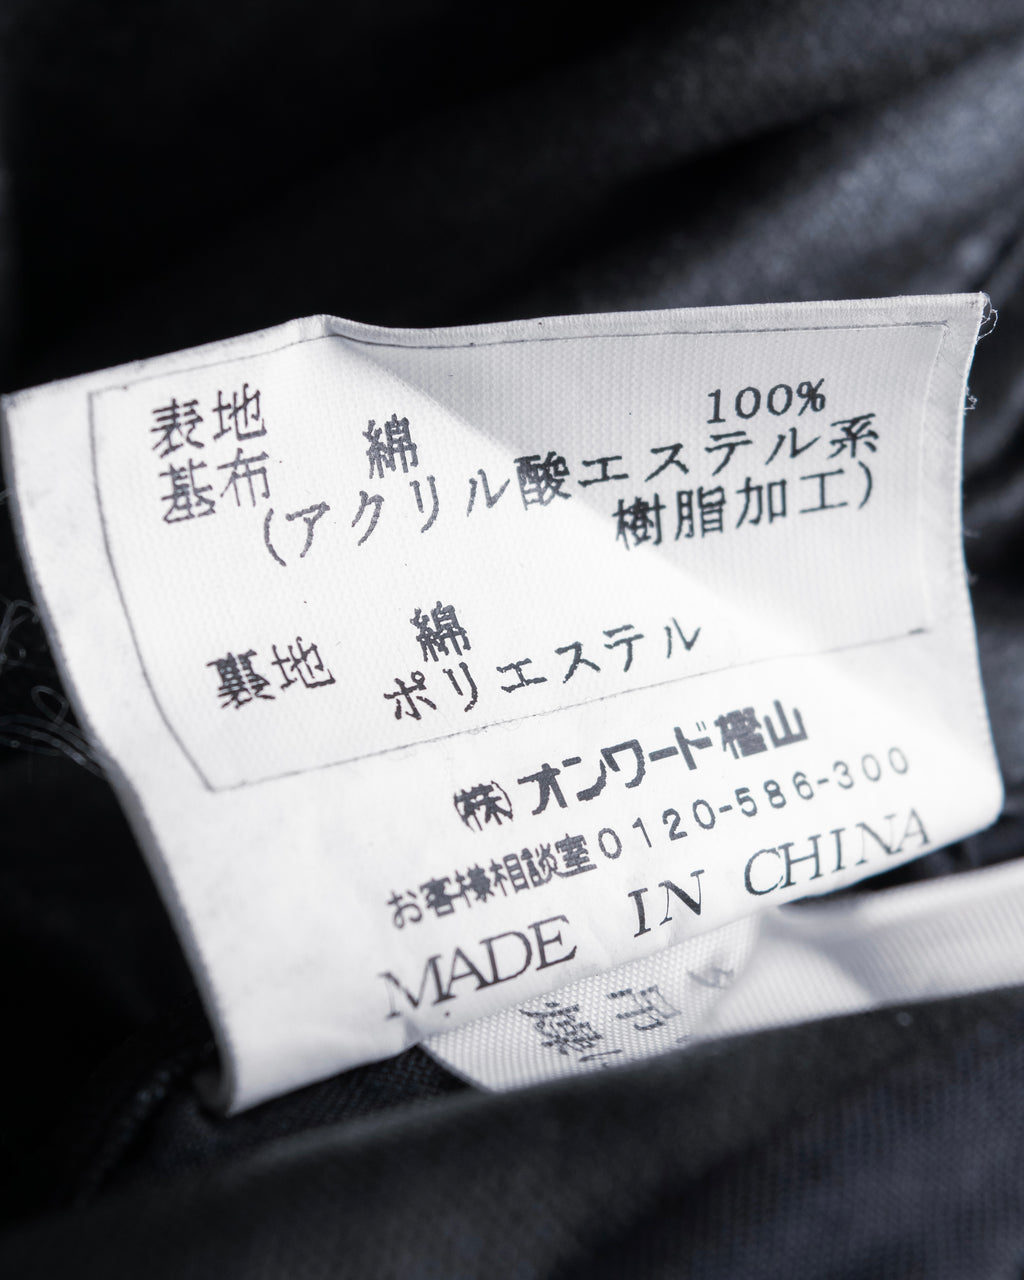 表地
基布 綿 100%
(アクリル酸エステル系
樹脂加工)
裏地 綿
ポリエステル
(株)オンワード樫山
お客様相談室0120-586-300
MADE IN CHINA